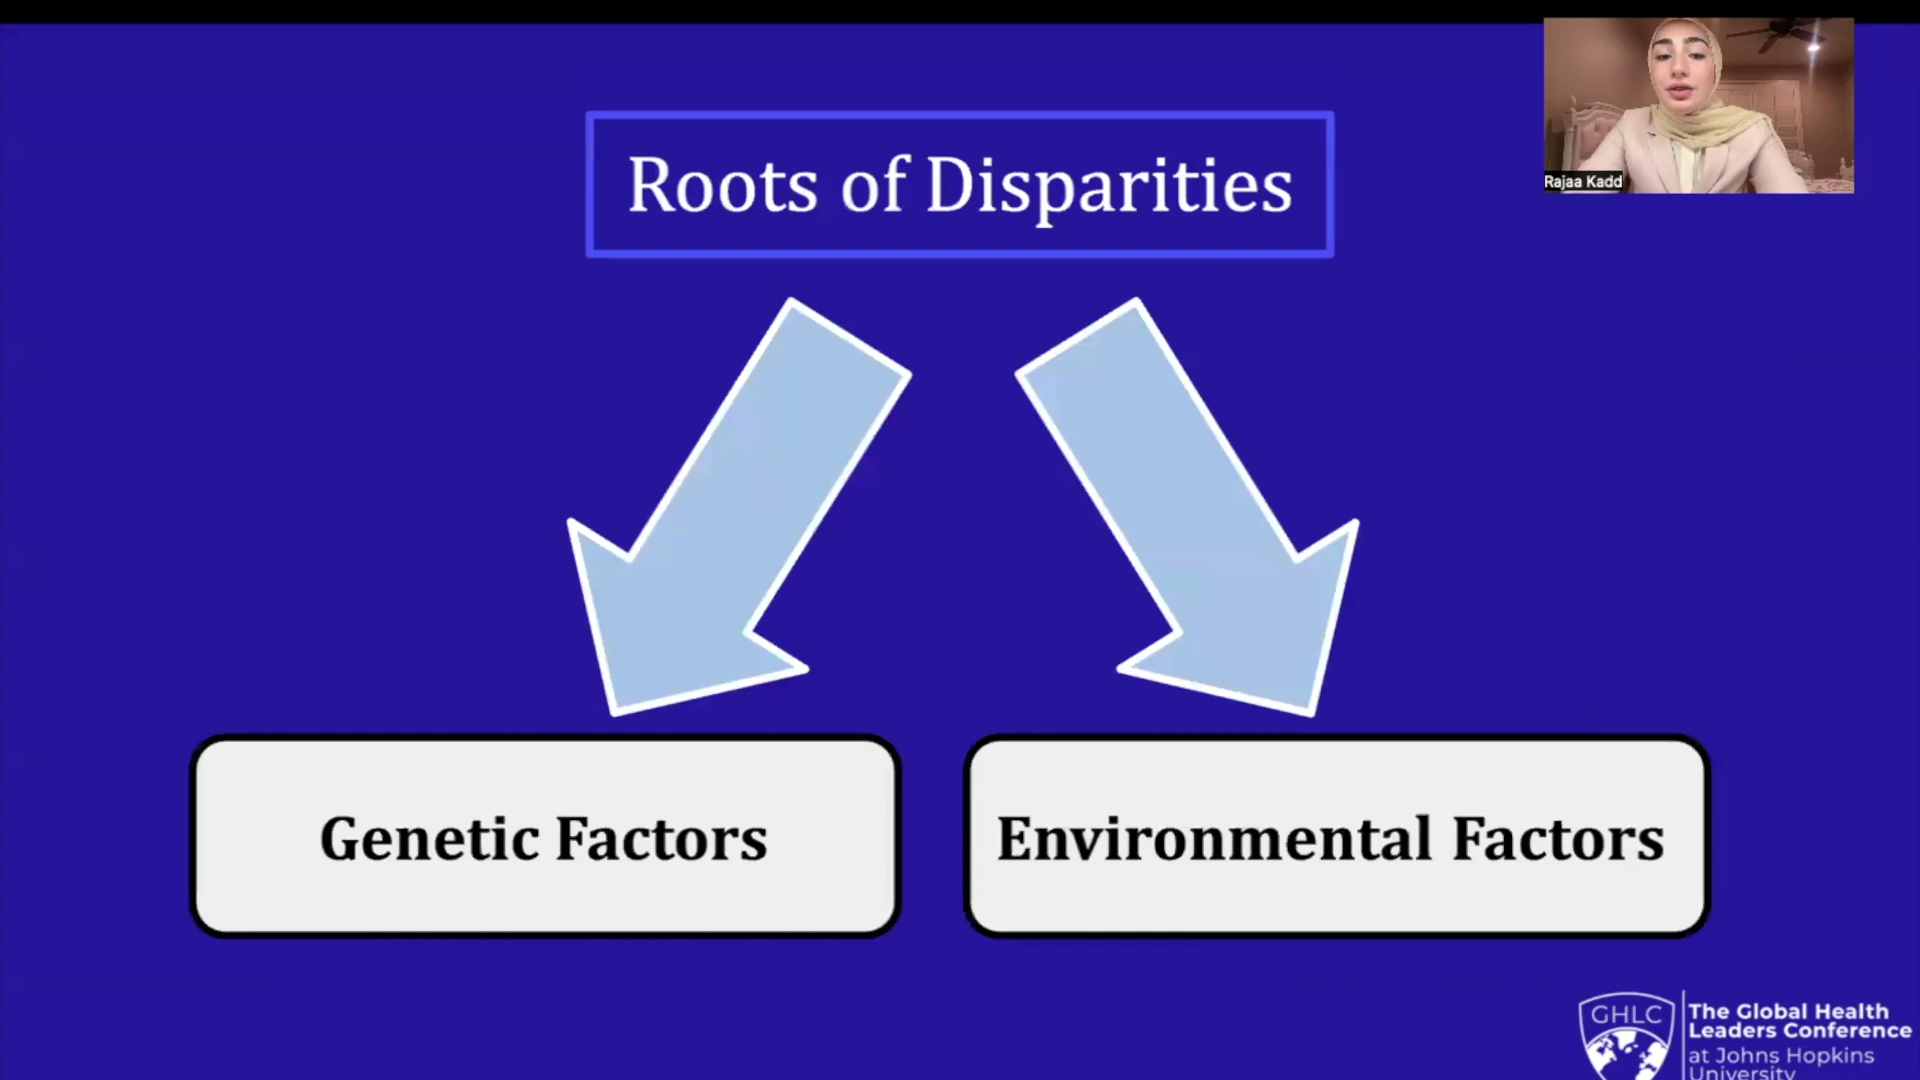 Roots of Disparities
Rajaa Kadd
Genetic Factors
Environmental Factors
GHLC
The Global Health
Leaders Conference
at Johns Hopkins
University